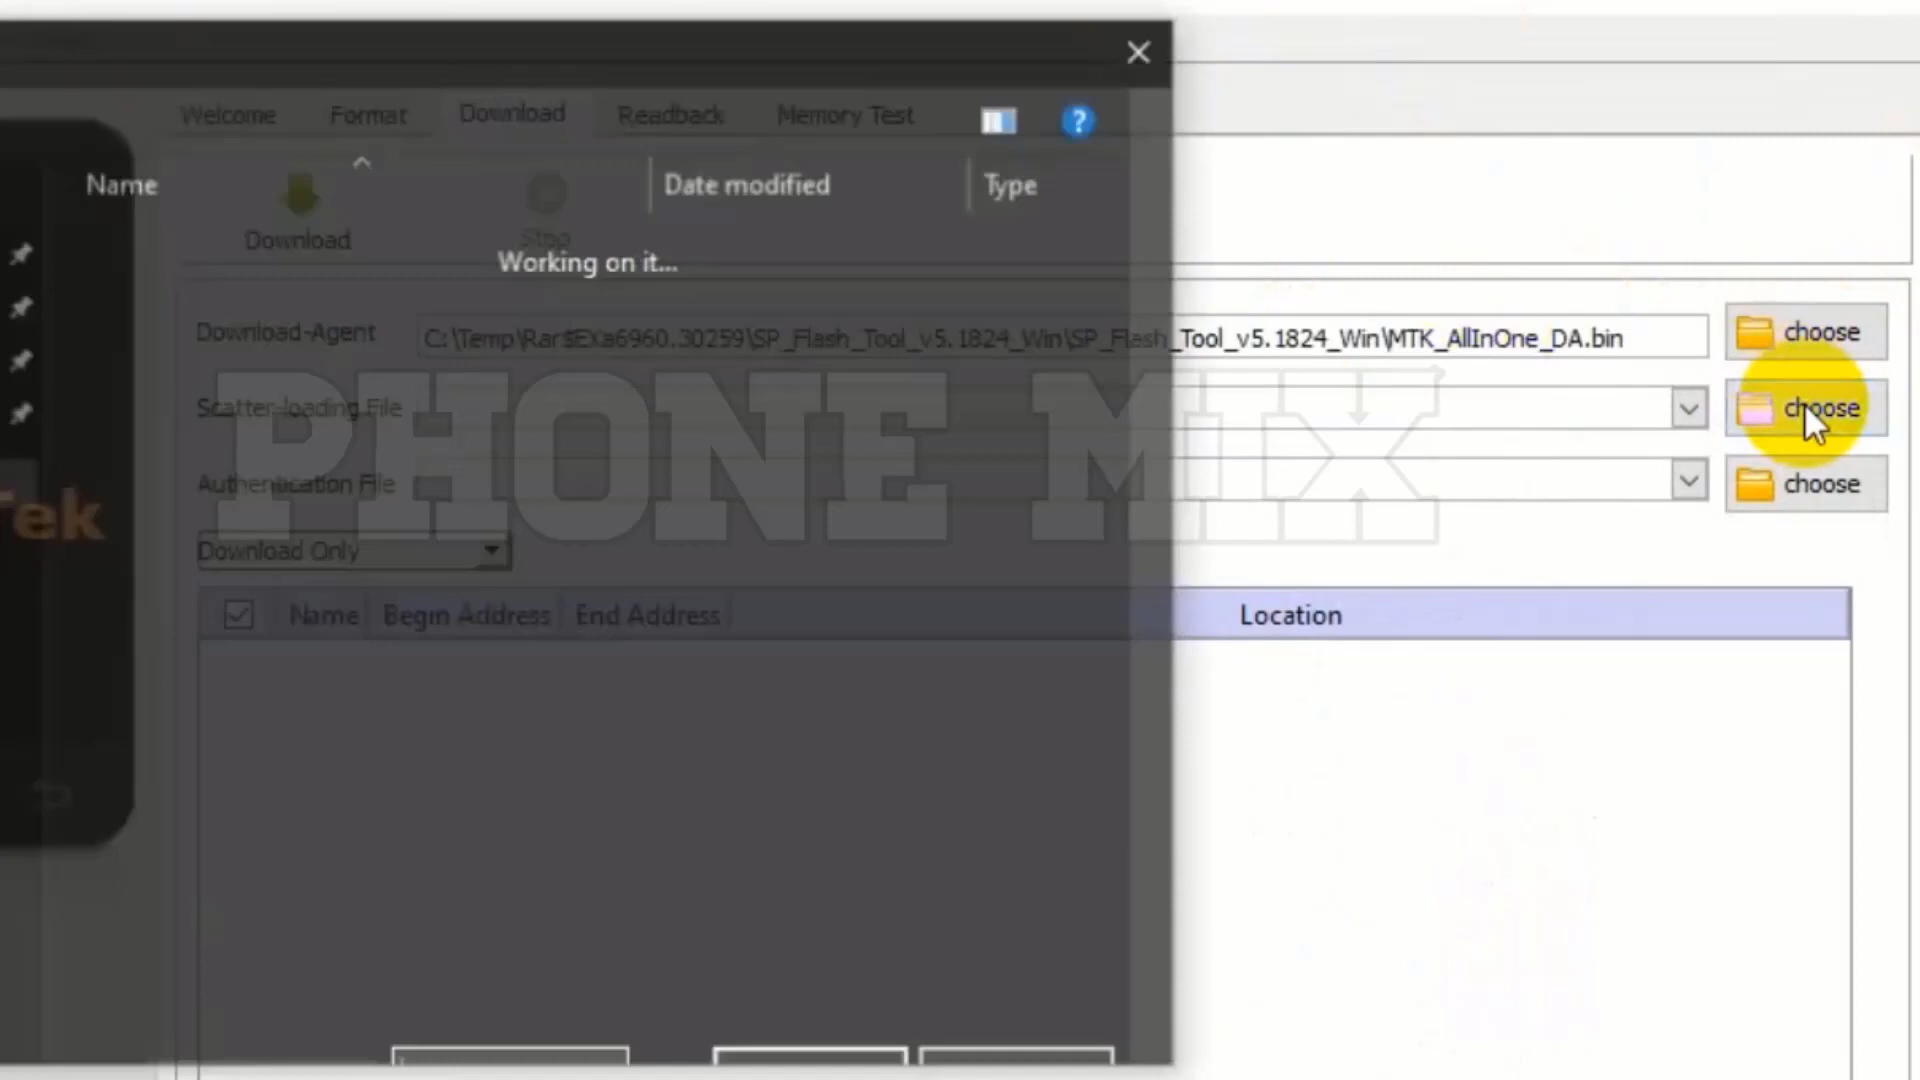 Welcome Format Download Readback Memory Test
Name Date modified Type
Download Stop
Working on it...
Download-Agent C:\Temp\Rar$EXa6960.30259\SP_Flash_Tool_v5.1824_Win\SP_Flash_Tool_v5.1824_Win\MTK_AllInOne_DA.bin choose
Scatter-loading File choose
PHONE MIX
Authentication File choose
Tek
Download Only
Name Begin Address End Address Location